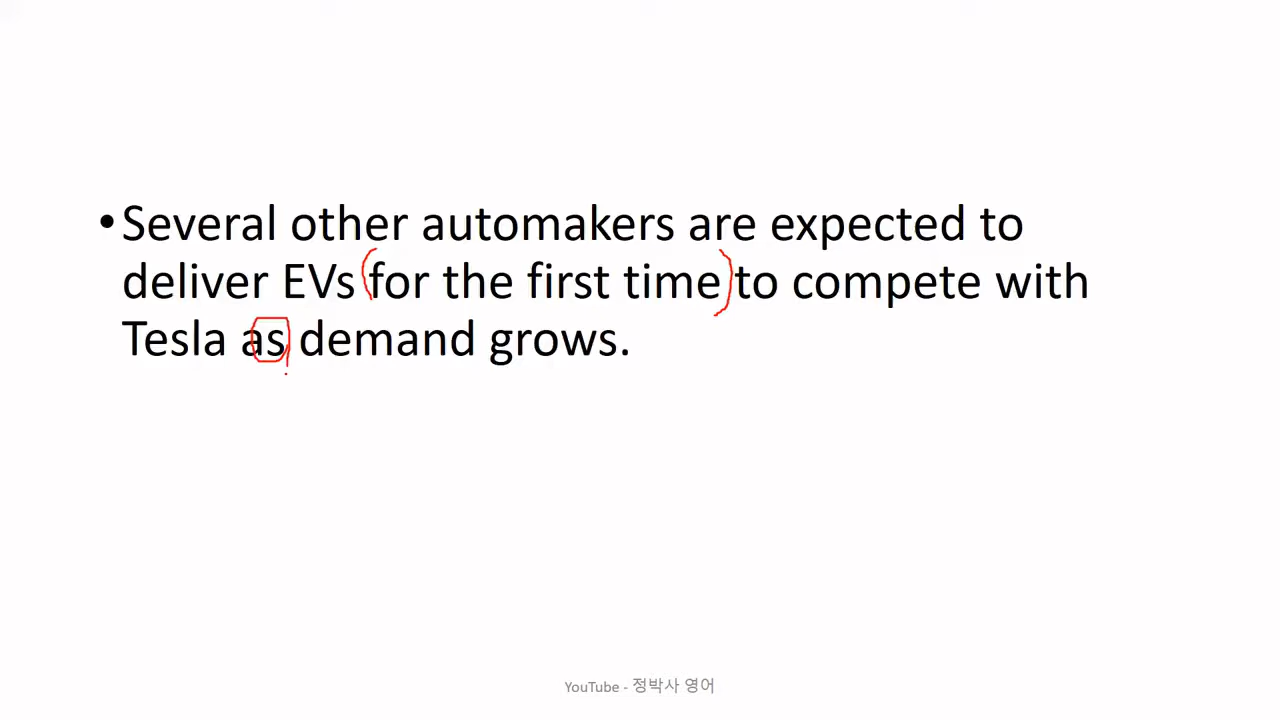 •Several other automakers are expected to
deliver EVs (for the first time) to compete with
Tesla as demand grows.
YouTube - 정박사 영어